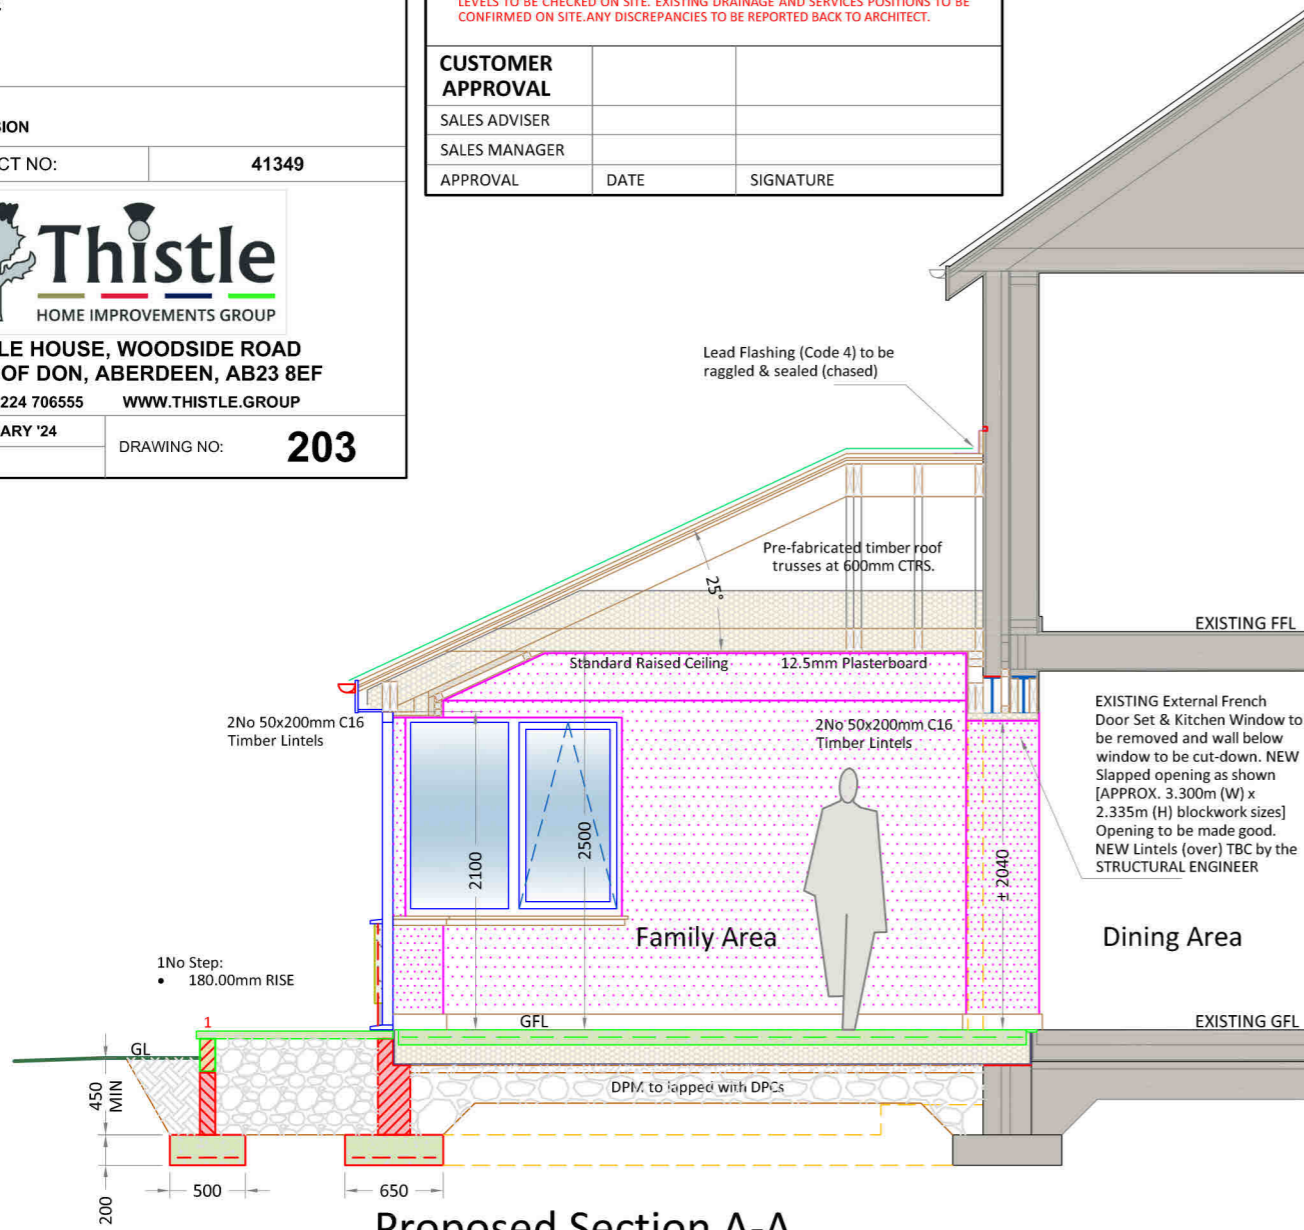 LEVELS TO BE CHECKED ON SITE. EXISTING DRAINAGE AND SERVICES POSITIONS TO BE
CONFIRMED ON SITE.ANY DISCREPANCIES TO BE REPORTED BACK TO ARCHITECT.
CUSTOMER
APPROVAL
SALES ADVISER
SALES MANAGER
APPROVAL DATE SIGNATURE
CT NO: 41349
Thistle
HOME IMPROVEMENTS GROUP
LE HOUSE, WOODSIDE ROAD
OF DON, ABERDEEN, AB23 8EF
224 706555 WWW.THISTLE.GROUP
ARY '24
DRAWING NO: 203
Lead Flashing (Code 4) to be
raggled & sealed (chased)
Pre-fabricated timber roof
trusses at 600mm CTRS.
25°
EXISTING FFL
Standard Raised Ceiling 12.5mm Plasterboard
2No 50x200mm C16
Timber Lintels
2No 50x200mm C16
Timber Lintels
EXISTING External French
Door Set & Kitchen Window to
be removed and wall below
window to be cut-down. NEW
Slapped opening as shown
[APPROX. 3.300m (W) x
2.335m (H) blockwork sizes]
Opening to be made good.
NEW Lintels (over) TBC by the
STRUCTURAL ENGINEER
2100
2500
± 2040
Family Area
Dining Area
1No Step:
• 180.00mm RISE
1
GFL
EXISTING GFL
GL
450
MIN
DPM to lapped with DPCs
500
650
200
Proposed Section A-A